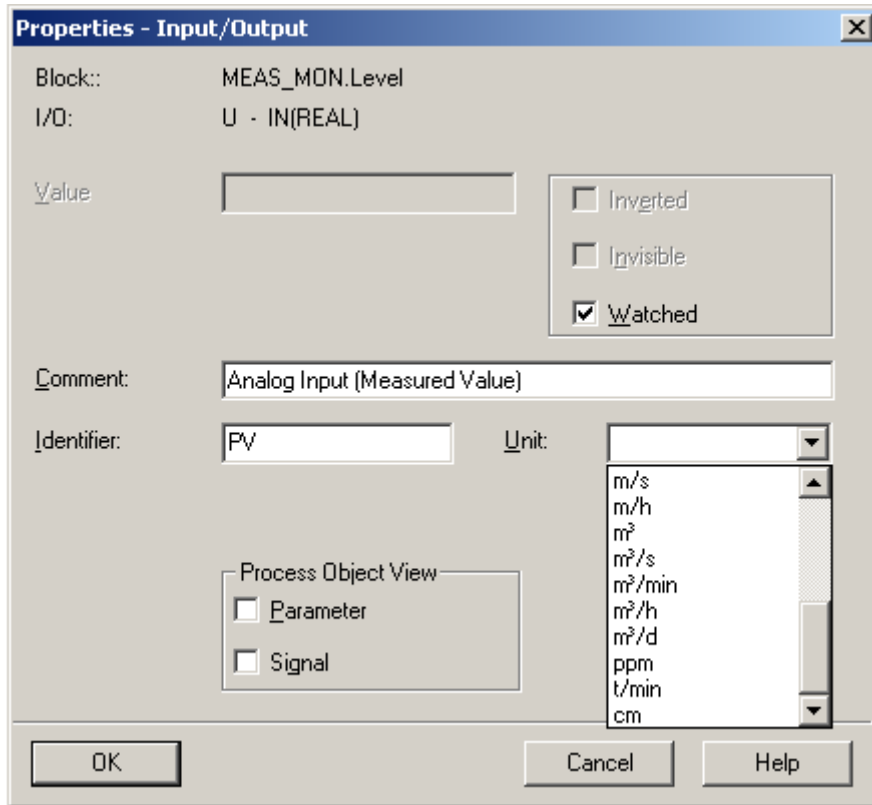 Properties - Input/Output
Block:: MEAS_MON.Level
I/O: U - IN(REAL)
Value
Inverted
Invisible
Watched
Comment: Analog Input (Measured Value)
Identifier: PV Unit:
m/s
m/h
m³
m³/s
m³/min
m³/h
m³/d
ppm
t/min
cm
Process Object View
Parameter
Signal
OK Cancel Help